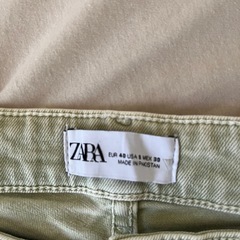 ZARA
EUR 40 USA 8 MEX 30
MADE IN PAKISTAN